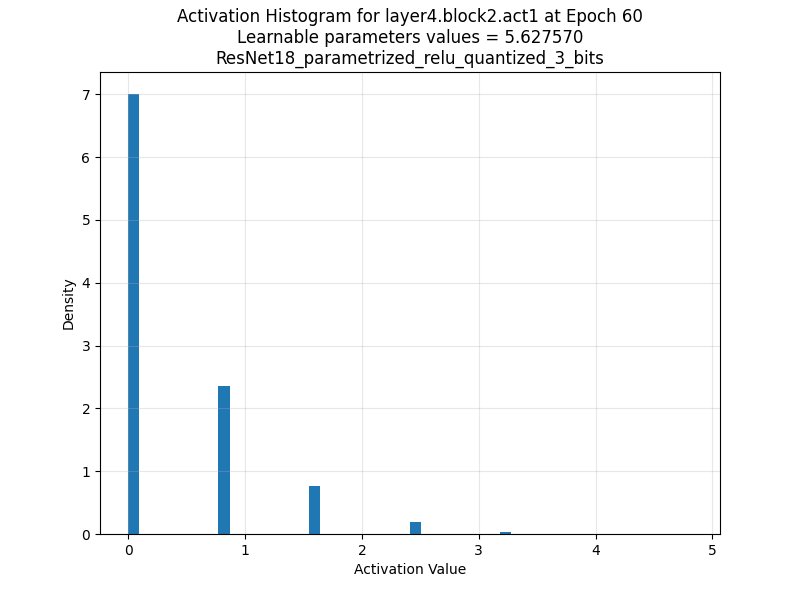 Activation Histogram for layer4.block2.act1 at Epoch 60
Learnable parameters values = 5.627570
ResNet18_parametrized_relu_quantized_3_bits
7
6
5
4
3
2
1
0
Density
0 1 2 3 4 5
Activation Value